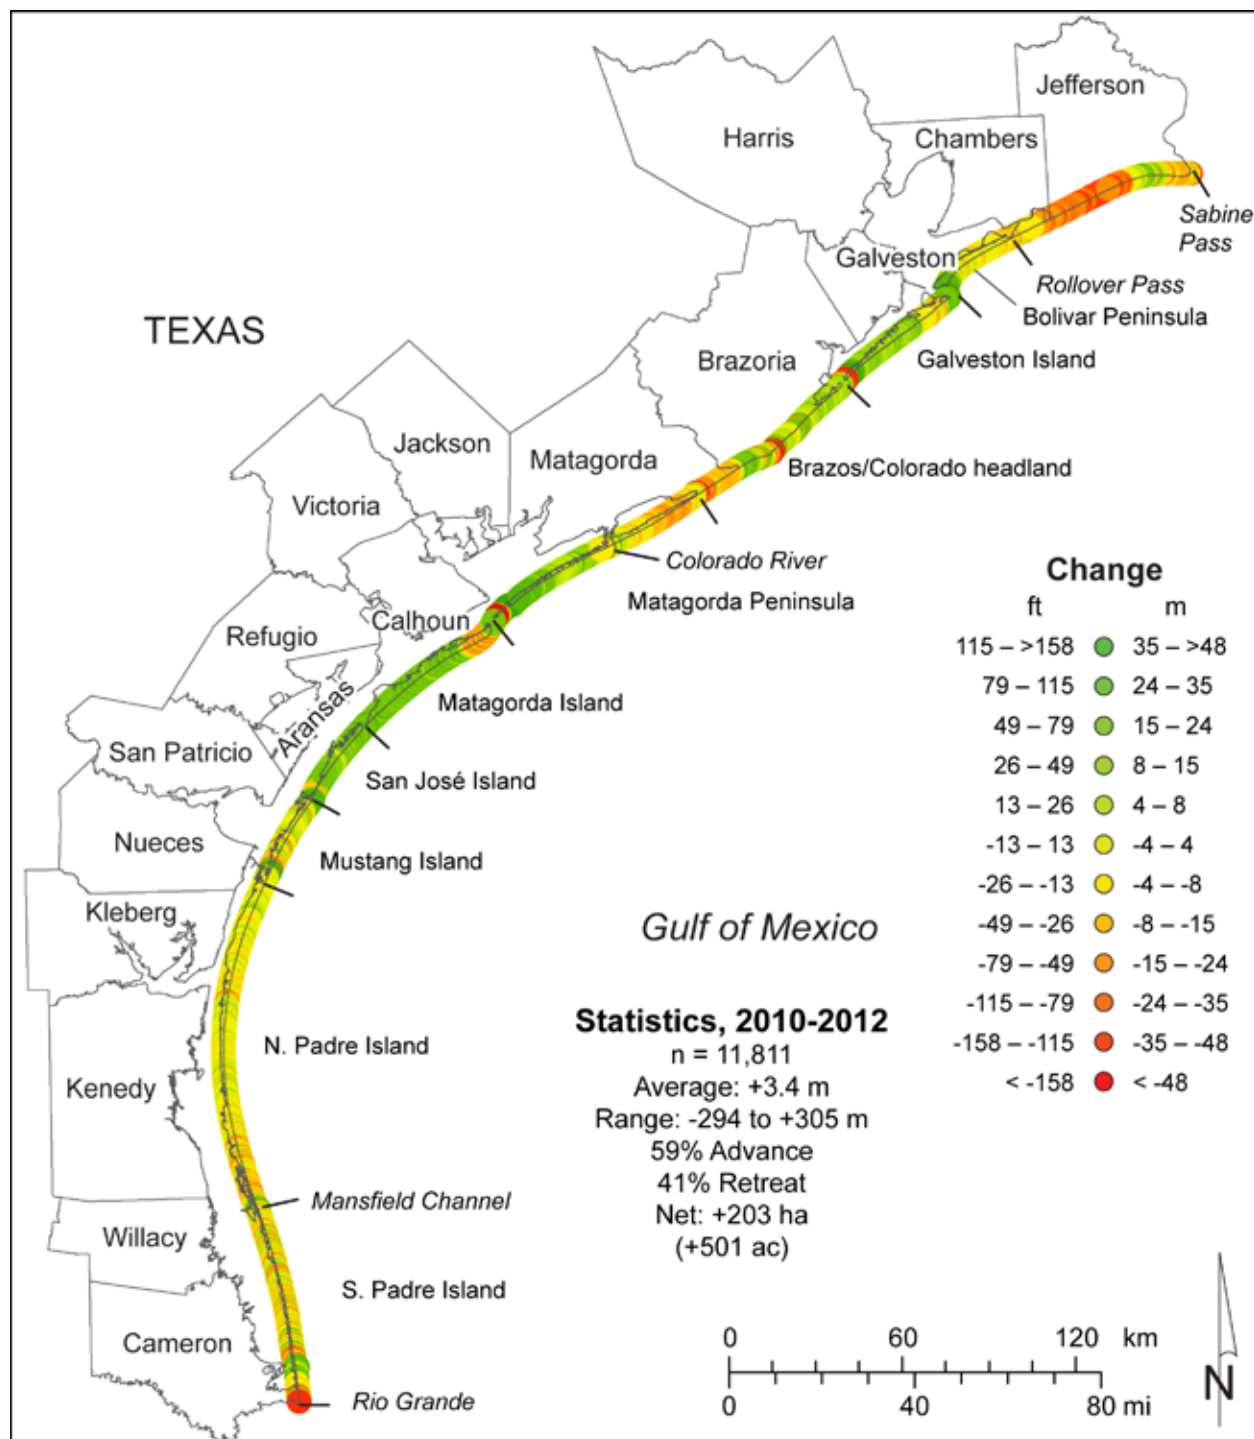 Jefferson
Harris
Chambers
Sabine
Pass
Galveston
Rollover Pass
Bolivar Peninsula
TEXAS
Brazoria
Galveston Island
Jackson
Matagorda
Brazos/Colorado headland
Victoria
Colorado River
Matagorda Peninsula
Calhoun
Refugio
Matagorda Island
Aransas
San Patricio
San José Island
Nueces
Mustang Island
Kleberg
Gulf of Mexico
N. Padre Island
Kenedy
Mansfield Channel
Willacy
S. Padre Island
Cameron
Rio Grande
Change
ft m
115 – >158 35 – >48
79 – 115 24 – 35
49 – 79 15 – 24
26 – 49 8 – 15
13 – 26 4 – 8
-13 – 13 -4 – 4
-26 – -13 -4 – -8
-49 – -26 -8 – -15
-79 – -49 -15 – -24
-115 – -79 -24 – -35
-158 – -115 -35 – -48
< -158 < -48
Statistics, 2010-2012
n = 11,811
Average: +3.4 m
Range: -294 to +305 m
59% Advance
41% Retreat
Net: +203 ha
(+501 ac)
0 60 120 km
0 40 80 mi
N